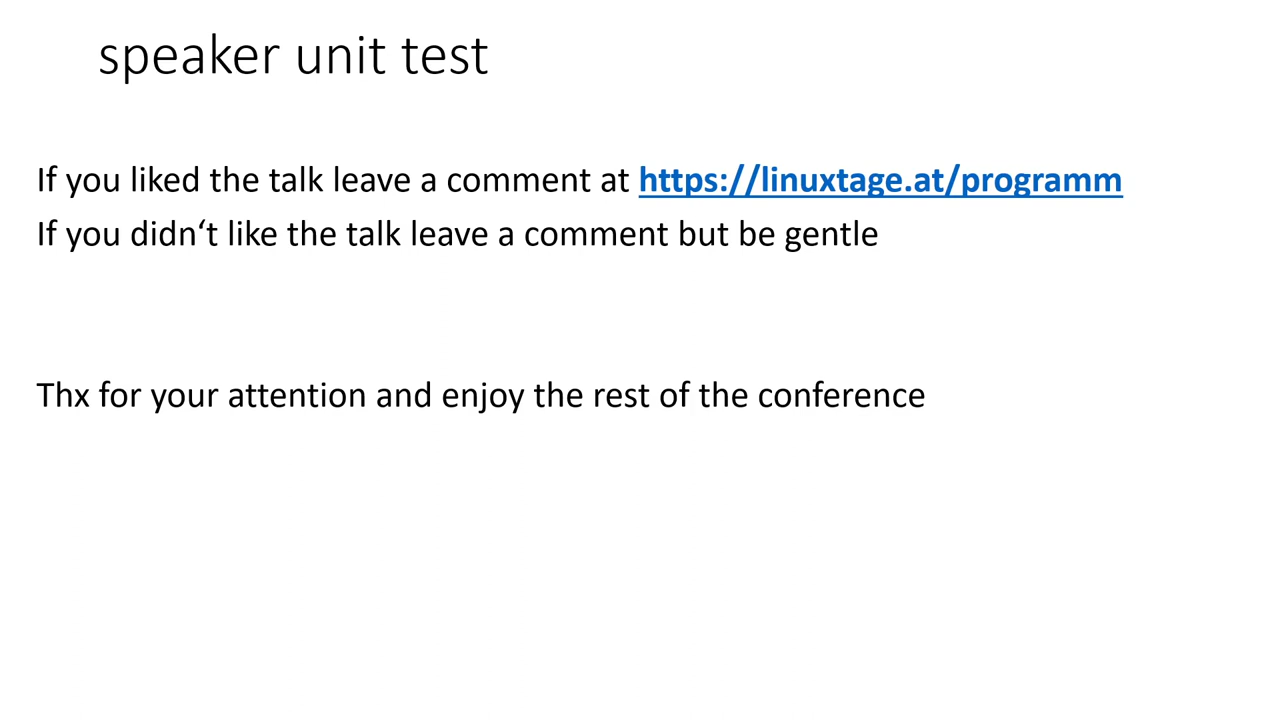 speaker unit test
If you liked the talk leave a comment at https://linuxtage.at/programm
If you didn‘t like the talk leave a comment but be gentle
Thx for your attention and enjoy the rest of the conference